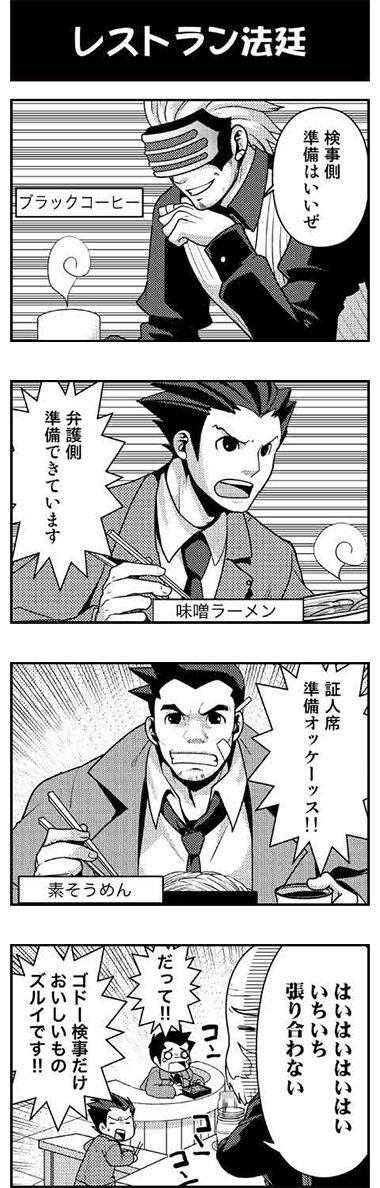 レストラン法廷
検事側
準備はいいぜ
ブラックコーヒー
弁護側
準備できています
味噌ラーメン
証人席
準備オッケーッス!!
素そうめん
はいはいはいはい
いちいち
張り合わない
だって!!
ゴドー検事だけ
おいしいもの
ズルイです!!
コン
コン